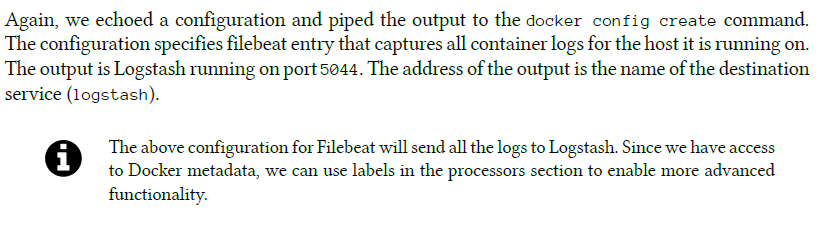 Again, we echoed a configuration and piped the output to the docker config create command.
The configuration specifies filebeat entry that captures all container logs for the host it is running on.
The output is Logstash running on port 5044. The address of the output is the name of the destination
service (logstash).
The above configuration for Filebeat will send all the logs to Logstash. Since we have access
to Docker metadata, we can use labels in the processors section to enable more advanced
functionality.